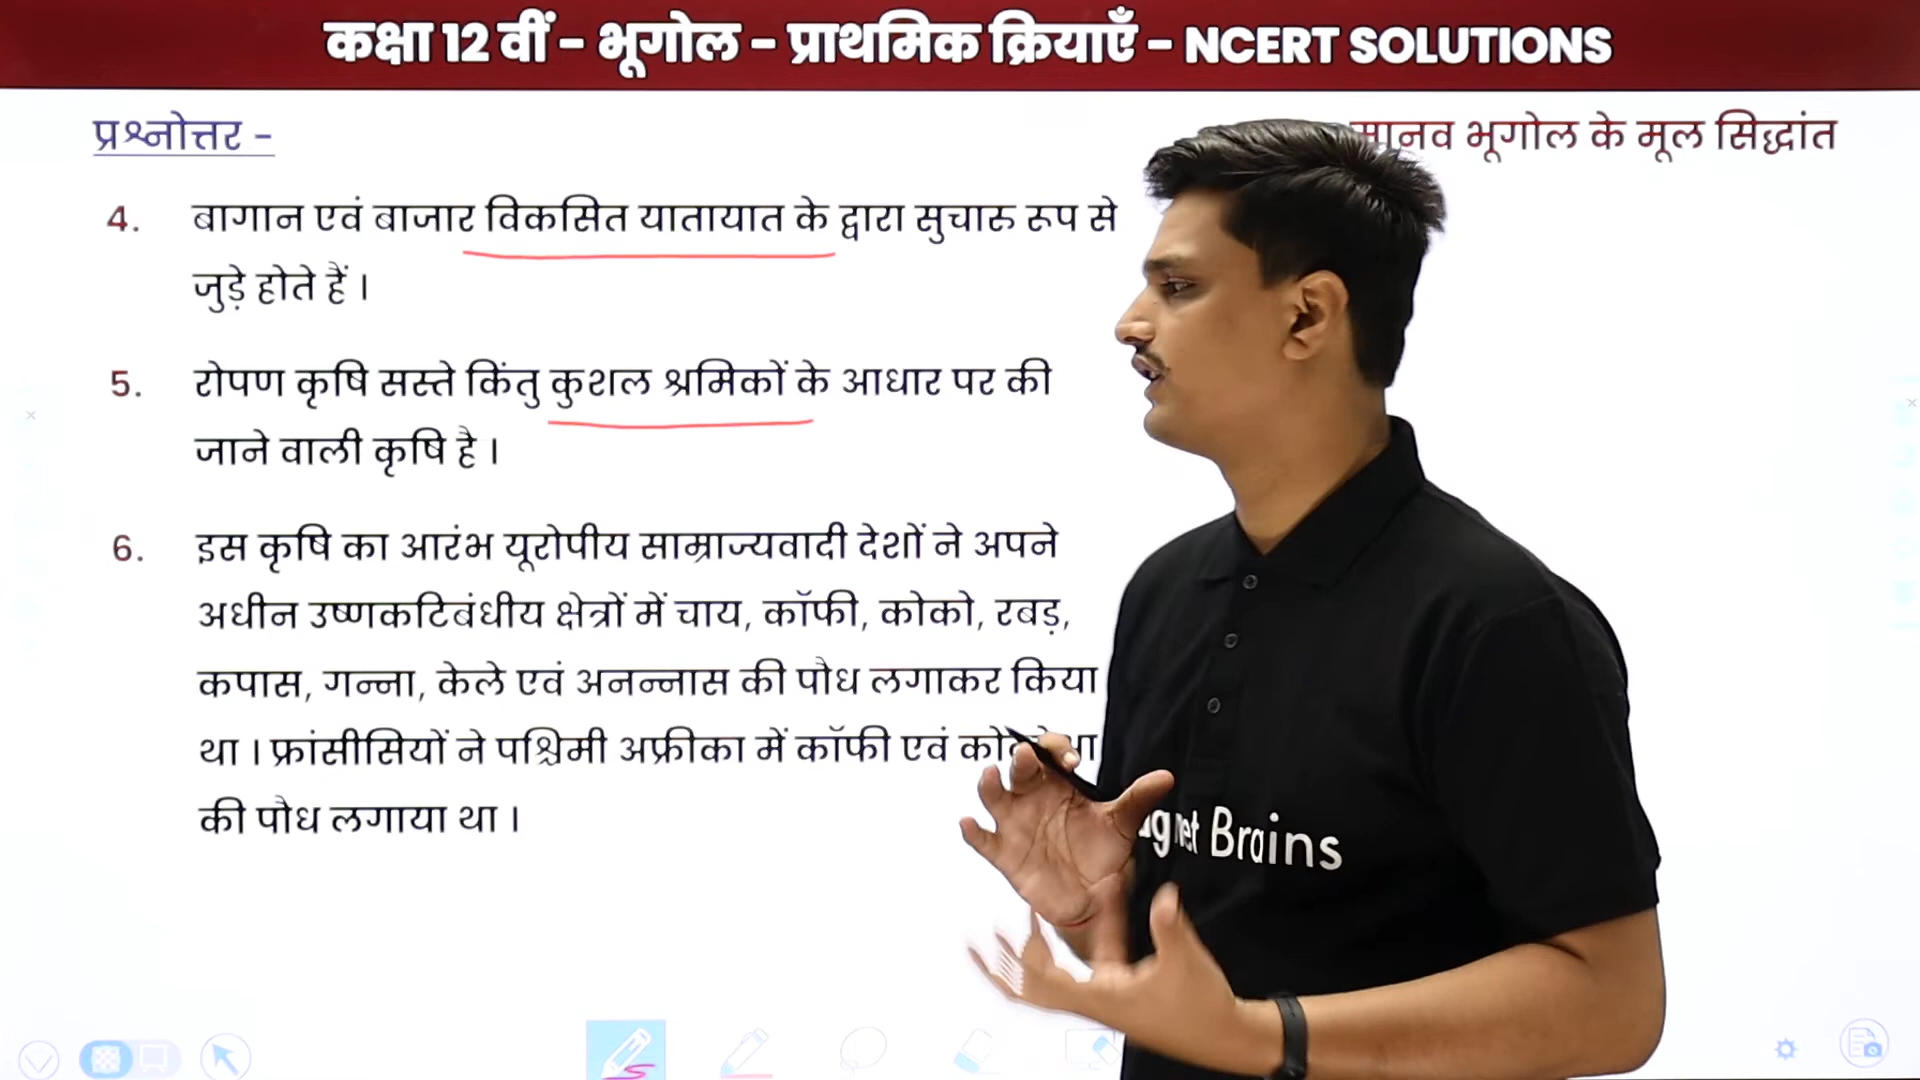 कक्षा 12 वीं - भूगोल - प्राथमिक क्रियाएँ - NCERT SOLUTIONS
प्रश्नोत्तर -
मानव भूगोल के मूल सिद्धांत
4. बागान एवं बाजार विकसित यातायात के द्वारा सुचारु रूप से
जुड़े होते हैं ।
5. रोपण कृषि सस्ते किंतु कुशल श्रमिकों के आधार पर की
जाने वाली कृषि है ।
6. इस कृषि का आरंभ यूरोपीय साम्राज्यवादी देशों ने अपने
अधीन उष्णकटिबंधीय क्षेत्रों में चाय, कॉफी, कोको, रबड़,
कपास, गन्ना, केले एवं अनन्नास की पौध लगाकर किया
था । फ्रांसीसियों ने पश्चिमी अफ्रीका में कॉफी एवं
की पौध लगाया था ।
Brains